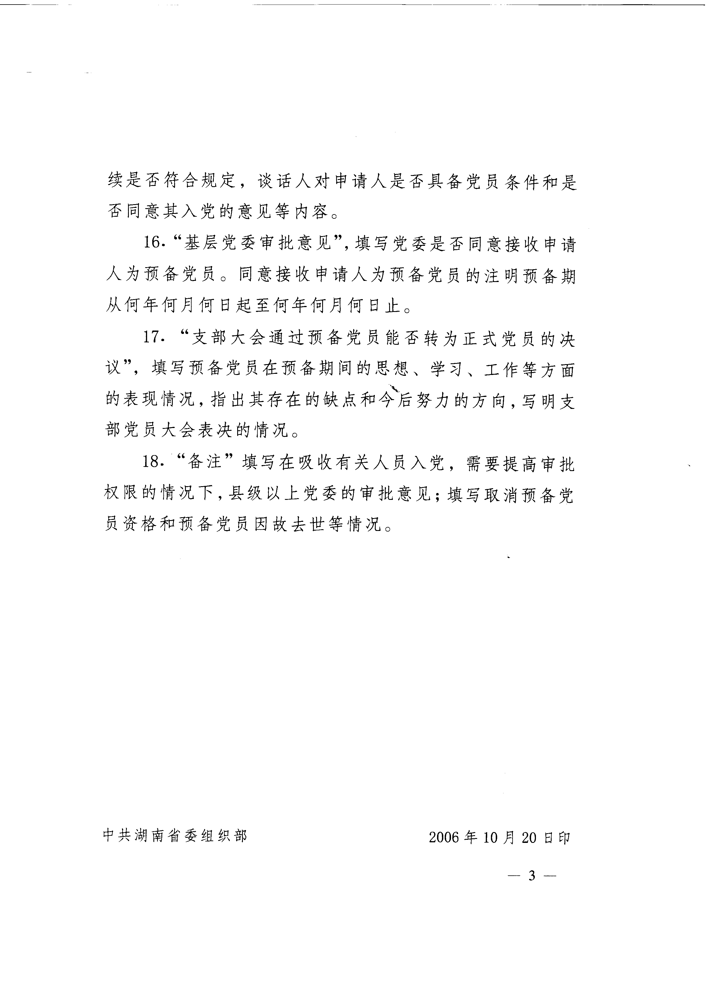 续是否符合规定，谈话人对申请人是否具备党员条件和是
否同意其入党的意见等内容。
16.“基层党委审批意见”,填写党委是否同意接收申请
人为预备党员。同意接收申请人为预备党员的注明预备期
从何年何月何日起至何年何月何日止。
17. “支部大会通过预备党员能否转为正式党员的决
议”，填写预备党员在预备期间的思想、学习、工作等方面
的表现情况,指出其存在的缺点和今后努力的方向,写明支
部党员大会表决的情况。
18. “备注”填写在吸收有关人员入党，需要提高审批
权限的情况下,县级以上党委的审批意见;填写取消预备党
员资格和预备党员因故去世等情况。
中共湖南省委组织部 2006年10月20日印
— 3 —